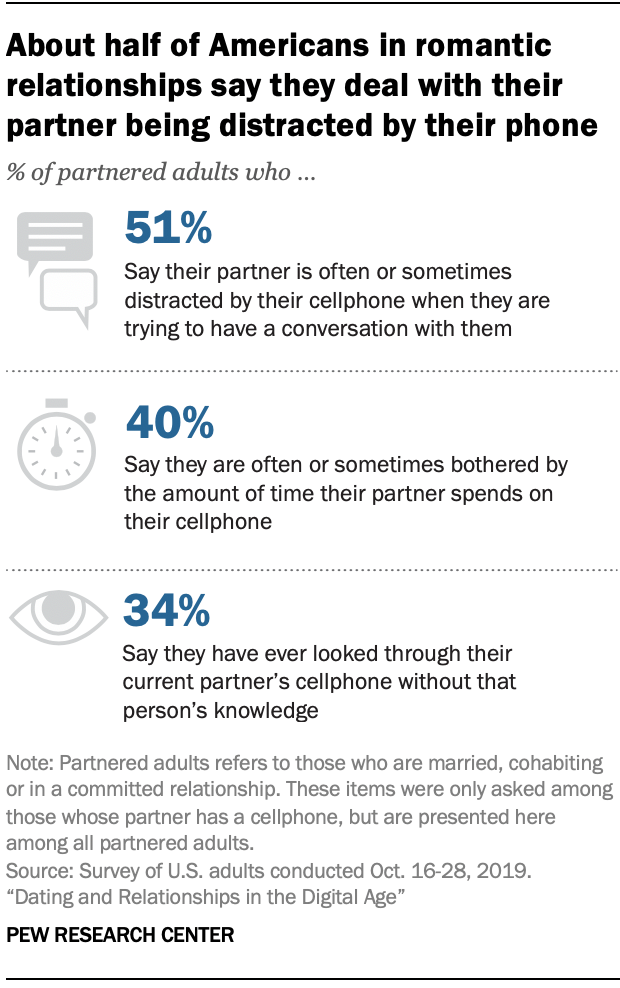 About half of Americans in romantic
relationships say they deal with their
partner being distracted by their phone
% of partnered adults who ...
51%
Say their partner is often or sometimes
distracted by their cellphone when they are
trying to have a conversation with them
40%
Say they are often or sometimes bothered by
the amount of time their partner spends on
their cellphone
34%
Say they have ever looked through their
current partner’s cellphone without that
person’s knowledge
Note: Partnered adults refers to those who are married, cohabiting
or in a committed relationship. These items were only asked among
those whose partner has a cellphone, but are presented here
among all partnered adults.
Source: Survey of U.S. adults conducted Oct. 16-28, 2019.
“Dating and Relationships in the Digital Age”
PEW RESEARCH CENTER